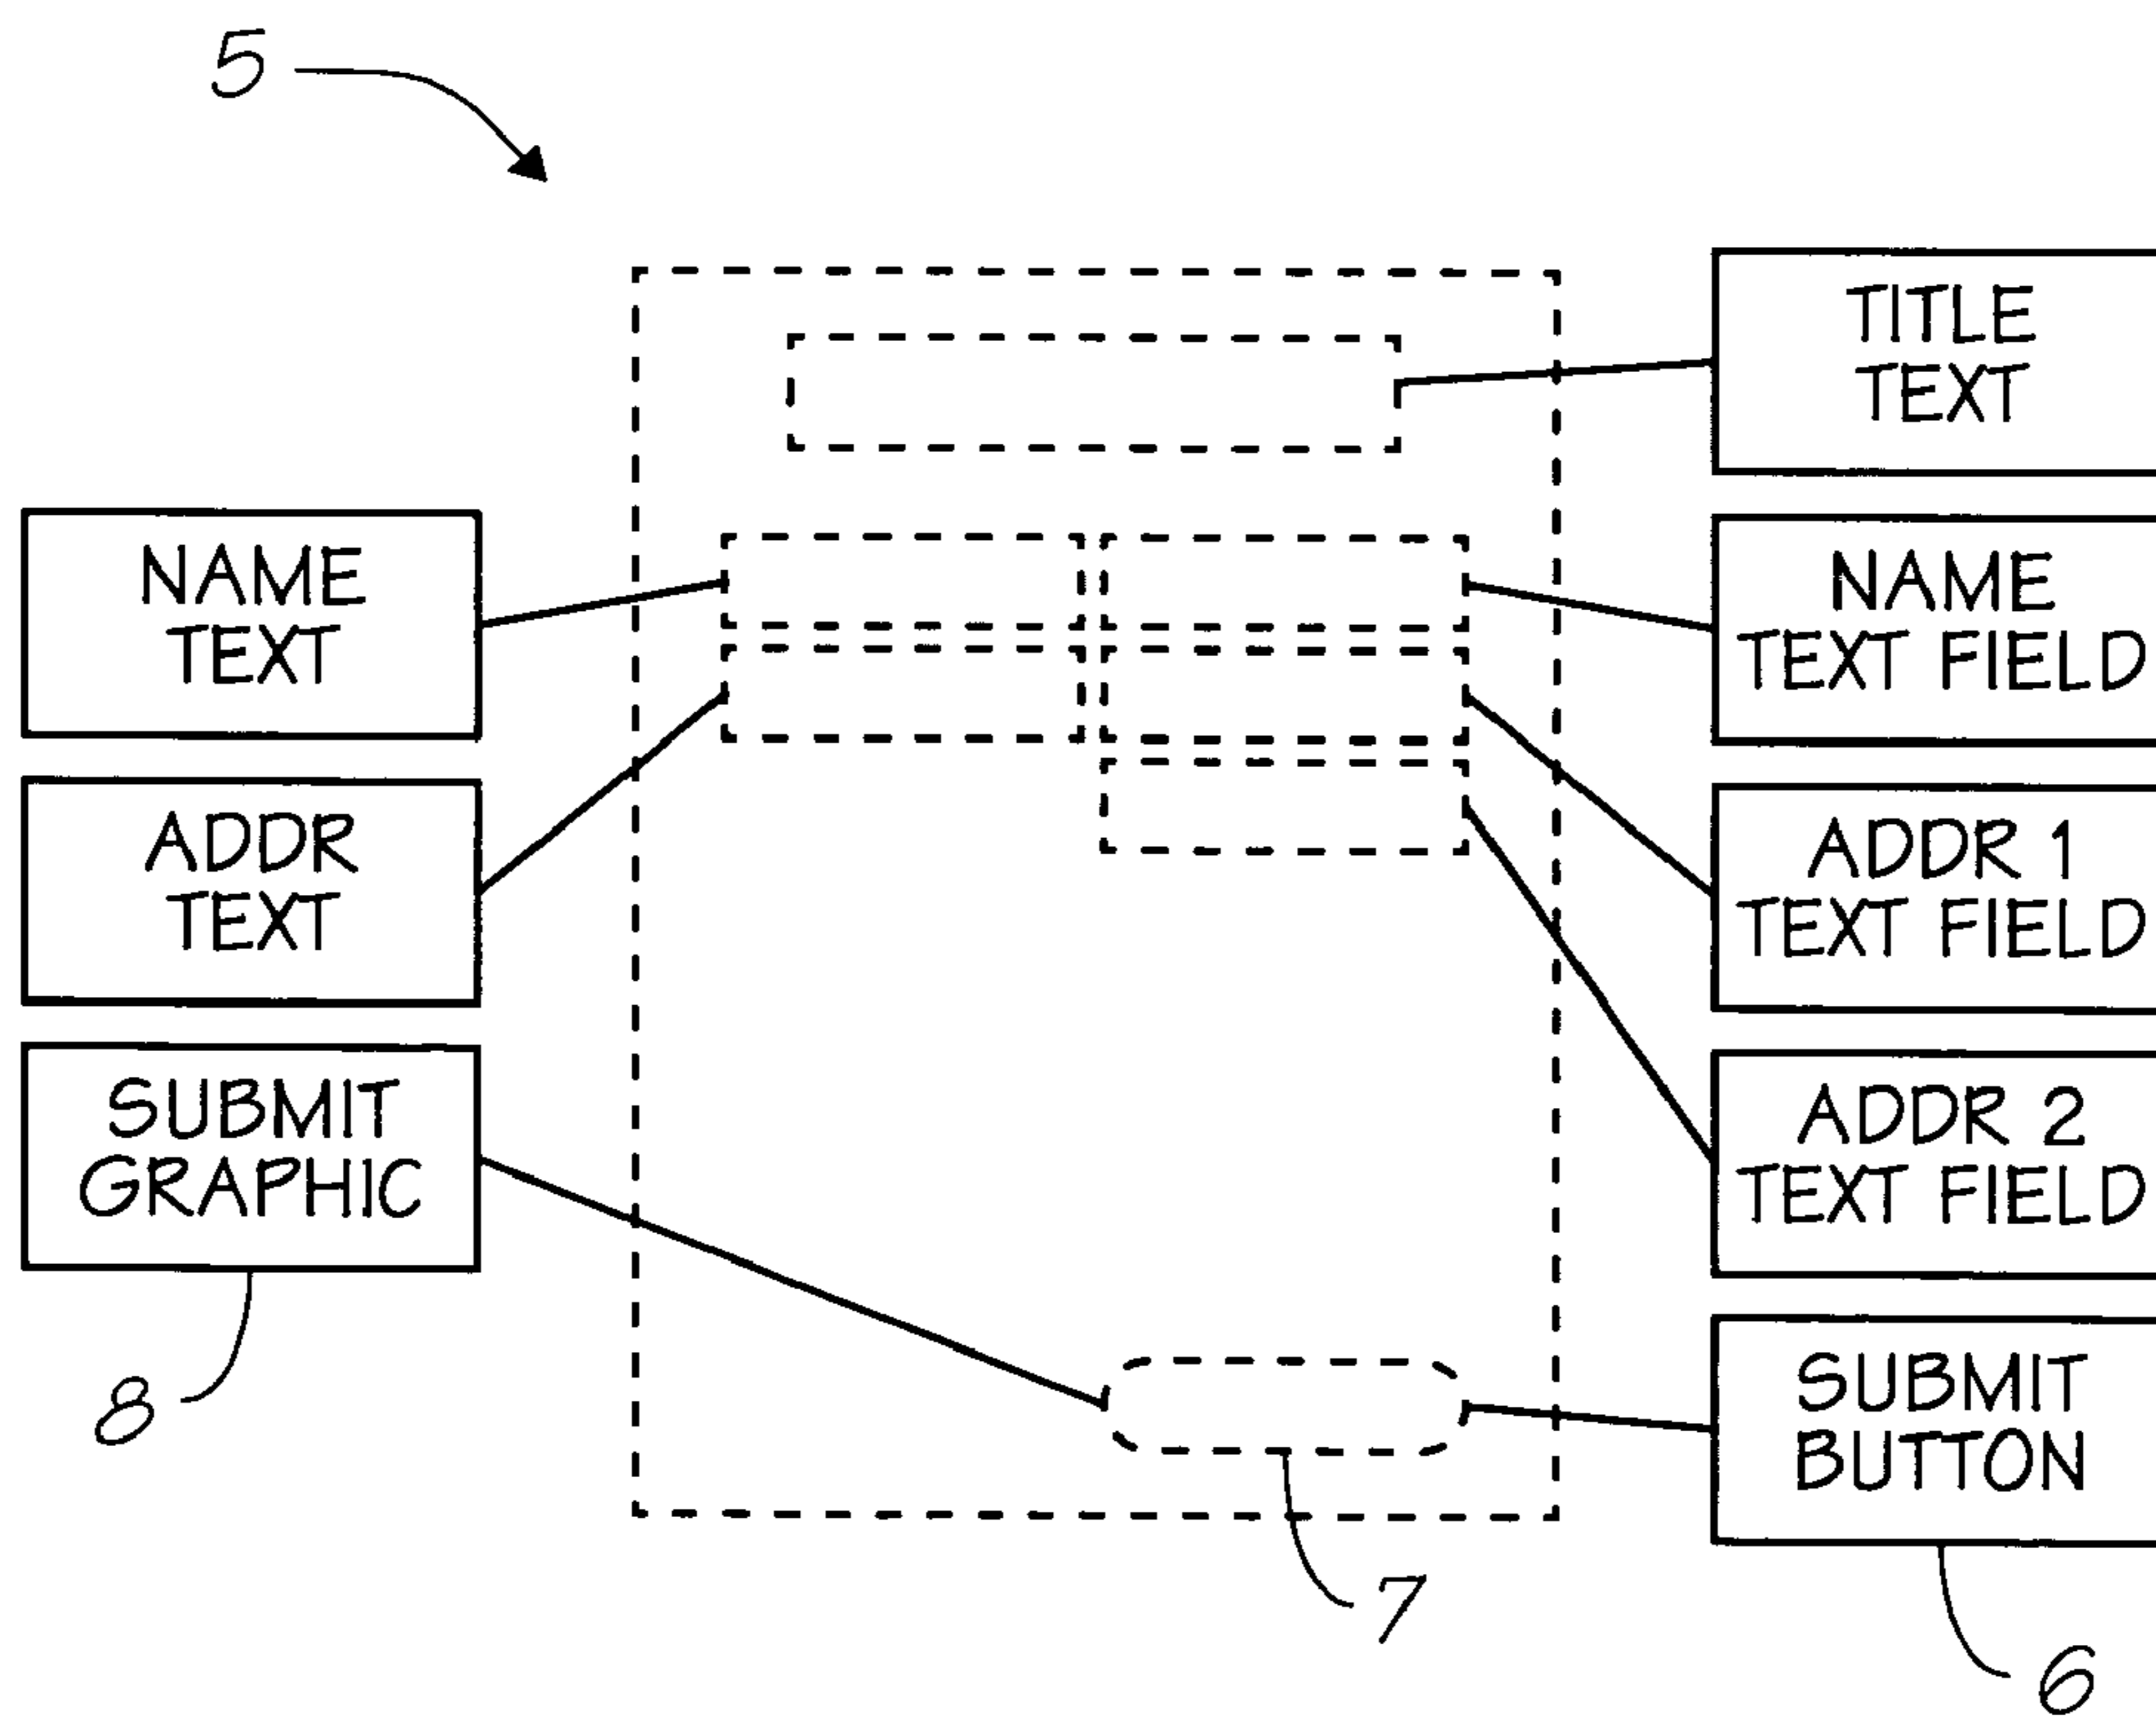 5
TITLE
TEXT
NAME
TEXT
NAME
TEXT FIELD
ADDR
TEXT
ADDR 1
TEXT FIELD
SUBMIT
GRAPHIC
ADDR 2
TEXT FIELD
SUBMIT
BUTTON
8
7
6